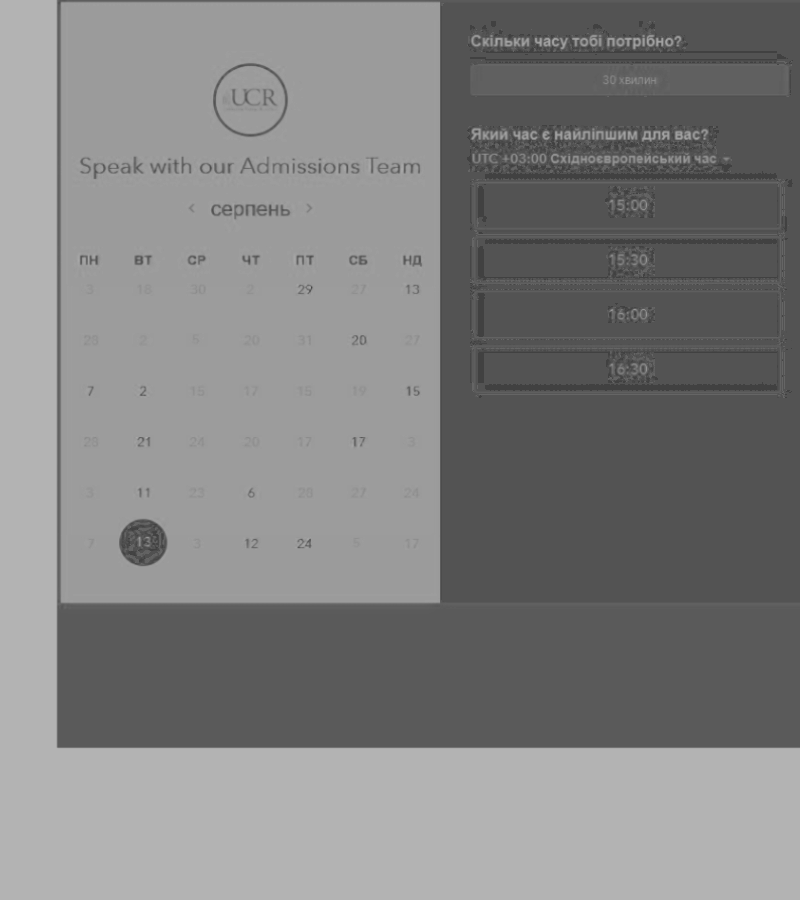 UCR
Speak with our Admissions Team
< серпень >
ПН ВТ СР ЧТ ПТ СБ НД
3 18 30 2 29 27 13
28 2 5 20 31 20 27
7 2 16 17 15 19 15
20 21 24 20 17 17 3
3 11 23 6 28 27 24
7 13 3 12 24 5 17
Скільки часу тобі потрібно?
30 хвилин
Який час є найліпшим для вас?
UTC +03:00 Східноєвропейський час
15:00
15:30
16:00
16:30